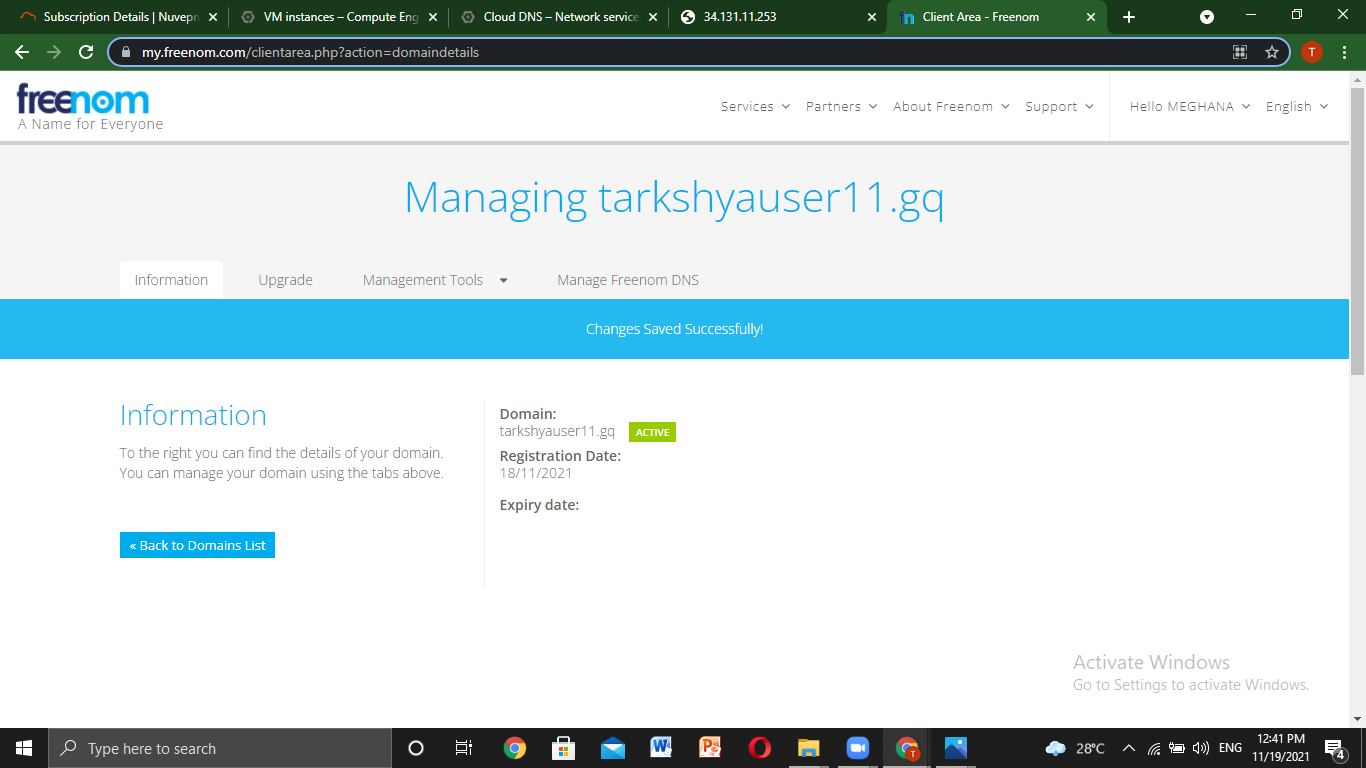 Subscription Details | Nuvepr
VM instances – Compute Eng
Cloud DNS – Network service
34.131.11.253
Client Area - Freenom
my.freenom.com/clientarea.php?action=domaindetails
T
freenom
A Name for Everyone
Services
Partners
About Freenom
Support
Hello MEGHANA
English
Managing tarkshyauser11.gq
Information
Upgrade
Management Tools
Manage Freenom DNS
Changes Saved Successfully!
Information
To the right you can find the details of your domain.
You can manage your domain using the tabs above.
« Back to Domains List
Domain:
tarkshyauser11.gq ACTIVE
Registration Date:
18/11/2021
Expiry date:
Activate Windows
Go to Settings to activate Windows.
Type here to search
28°C
ENG
12:41 PM
11/19/2021
4